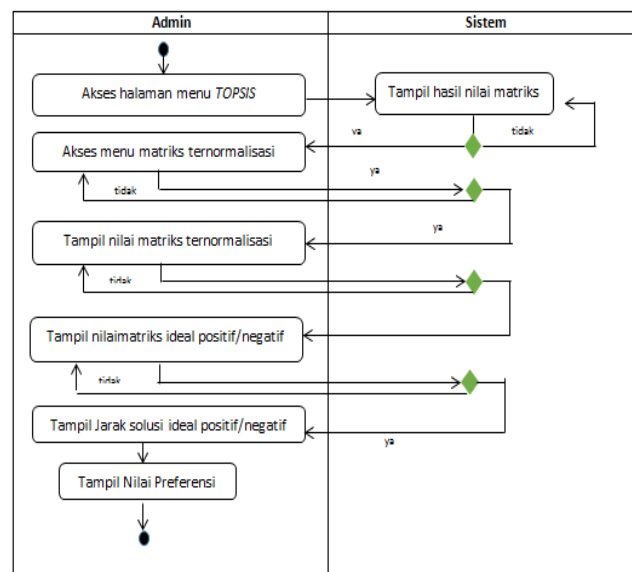 Admin
Sistem
Akses halaman menu TOPSIS
Tampil hasil nilai matriks
ya
tidak
Akses menu matriks ternormalisasi
ya
tidak
Tampil nilai matriks ternormalisasi
ya
tidak
Tampil nilaimatriks ideal positif/negatif
tidak
Tampil Jarak solusi ideal positif/negatif
ya
Tampil Nilai Preferensi